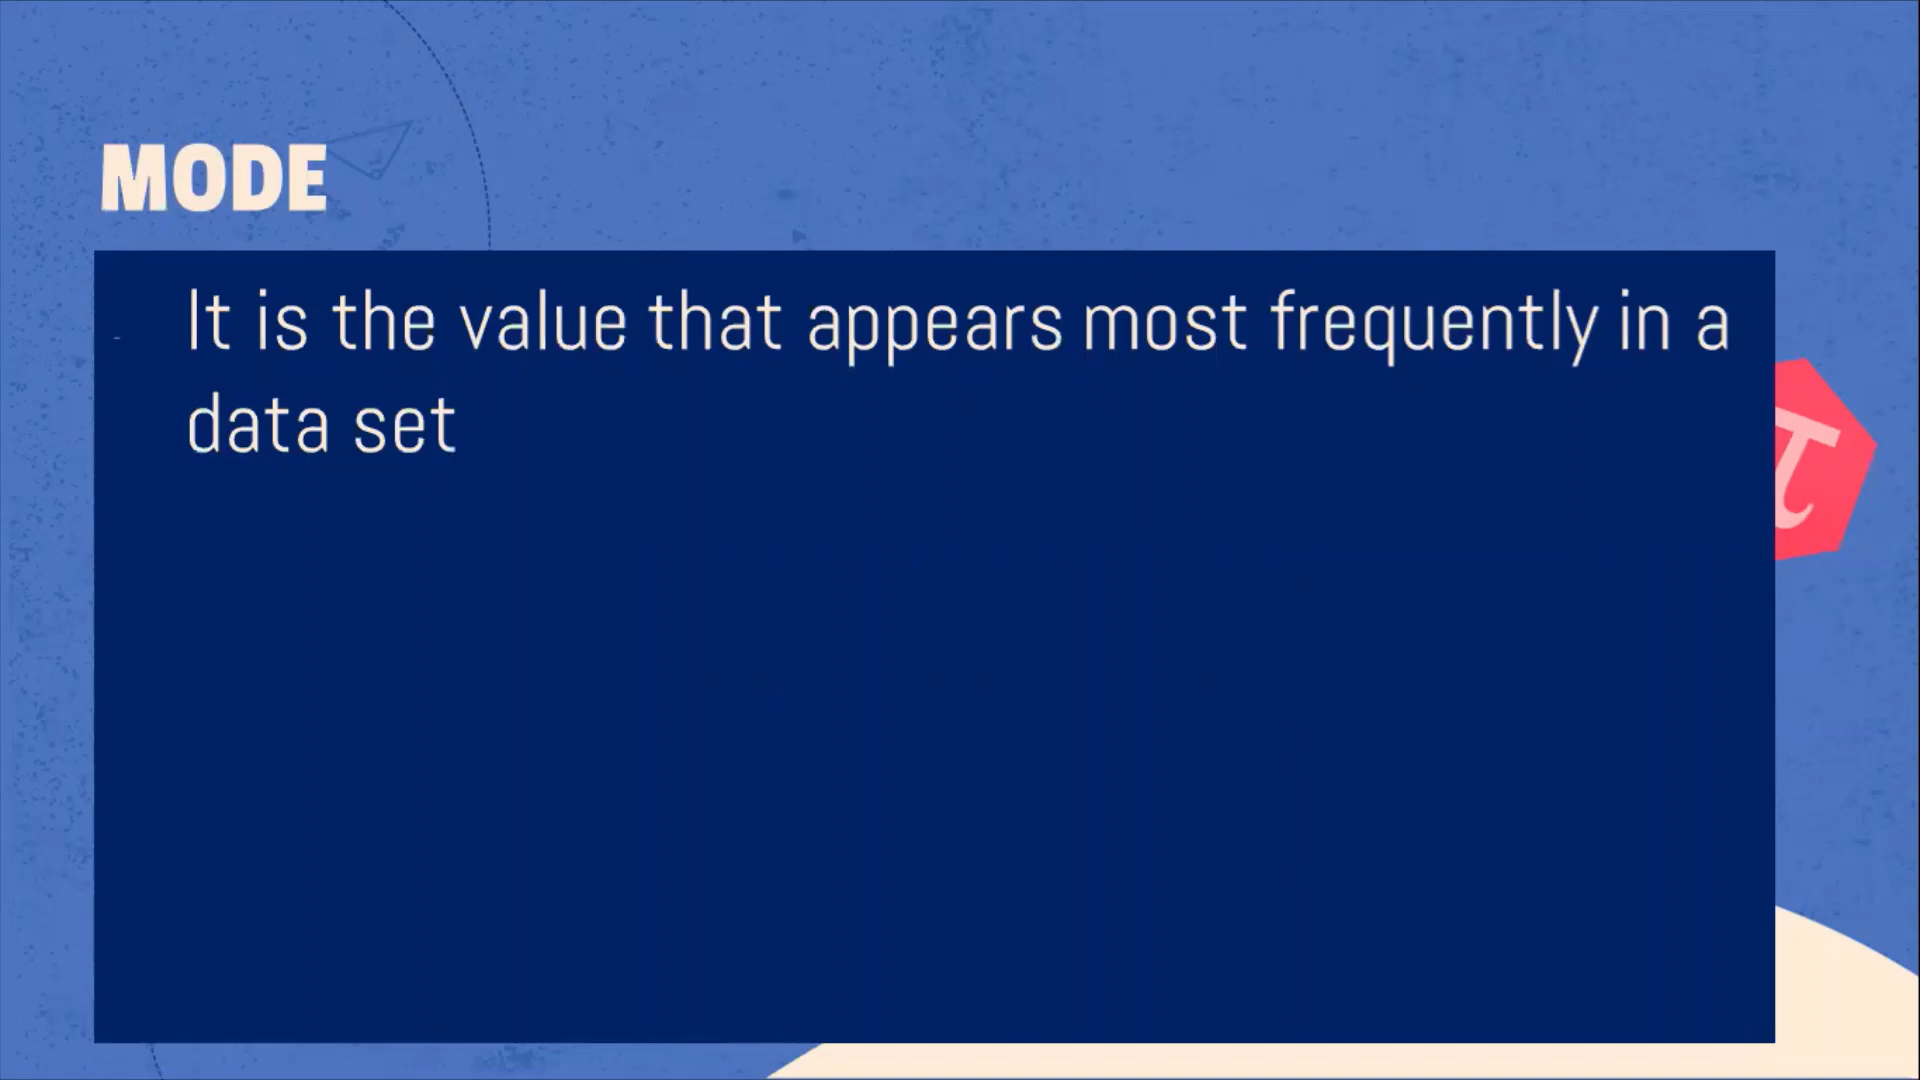 MODE
- It is the value that appears most frequently in a
data set
π